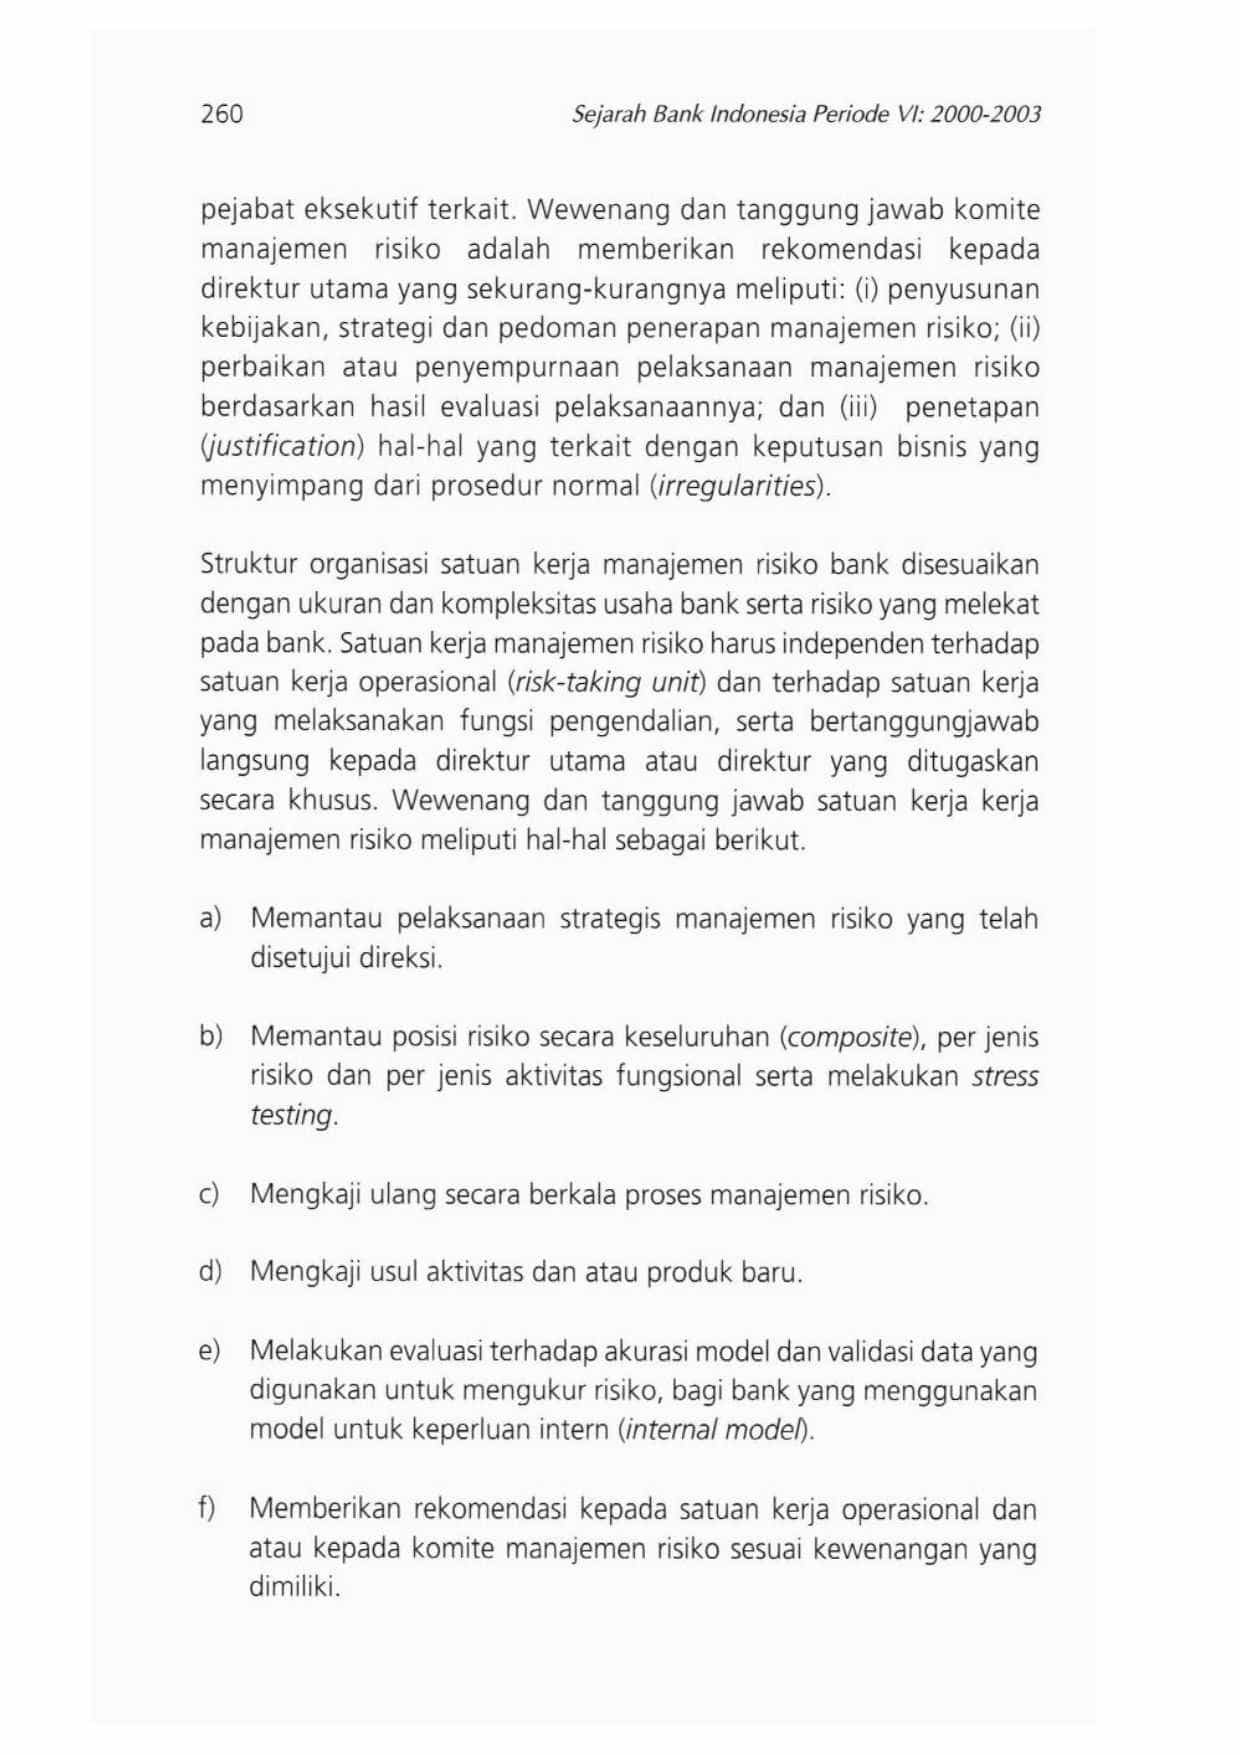 260
Sejarah Bank Indonesia Periode VI: 2000-2003
pejabat eksekutif terkait. Wewenang dan tanggung jawab komite
manajemen risiko adalah memberikan rekomendasi kepada
direktur utama yang sekurang-kurangnya meliputi: (i) penyusunan
kebijakan, strategi dan pedoman penerapan manajemen risiko; (ii)
perbaikan atau penyempurnaan pelaksanaan manajemen risiko
berdasarkan hasil evaluasi pelaksanaannya; dan (iii) penetapan
(justification) hal-hal yang terkait dengan keputusan bisnis yang
menyimpang dari prosedur normal (irregularities).
Struktur organisasi satuan kerja manajemen risiko bank disesuaikan
dengan ukuran dan kompleksitas usaha bank serta risiko yang melekat
pada bank. Satuan kerja manajemen risiko harus independen terhadap
satuan kerja operasional (risk-taking unit) dan terhadap satuan kerja
yang melaksanakan fungsi pengendalian, serta bertanggungjawab
langsung kepada direktur utama atau direktur yang ditugaskan
secara khusus. Wewenang dan tanggung jawab satuan kerja kerja
manajemen risiko meliputi hal-hal sebagai berikut.
a) Memantau pelaksanaan strategis manajemen risiko yang telah
disetujui direksi.
b) Memantau posisi risiko secara keseluruhan (composite), per jenis
risiko dan per jenis aktivitas fungsional serta melakukan stress
testing.
c) Mengkaji ulang secara berkala proses manajemen risiko.
d) Mengkaji usul aktivitas dan atau produk baru.
e) Melakukan evaluasi terhadap akurasi model dan validasi data yang
digunakan untuk mengukur risiko, bagi bank yang menggunakan
model untuk keperluan intern (internal model).
f) Memberikan rekomendasi kepada satuan kerja operasional dan
atau kepada komite manajemen risiko sesuai kewenangan yang
dimiliki.